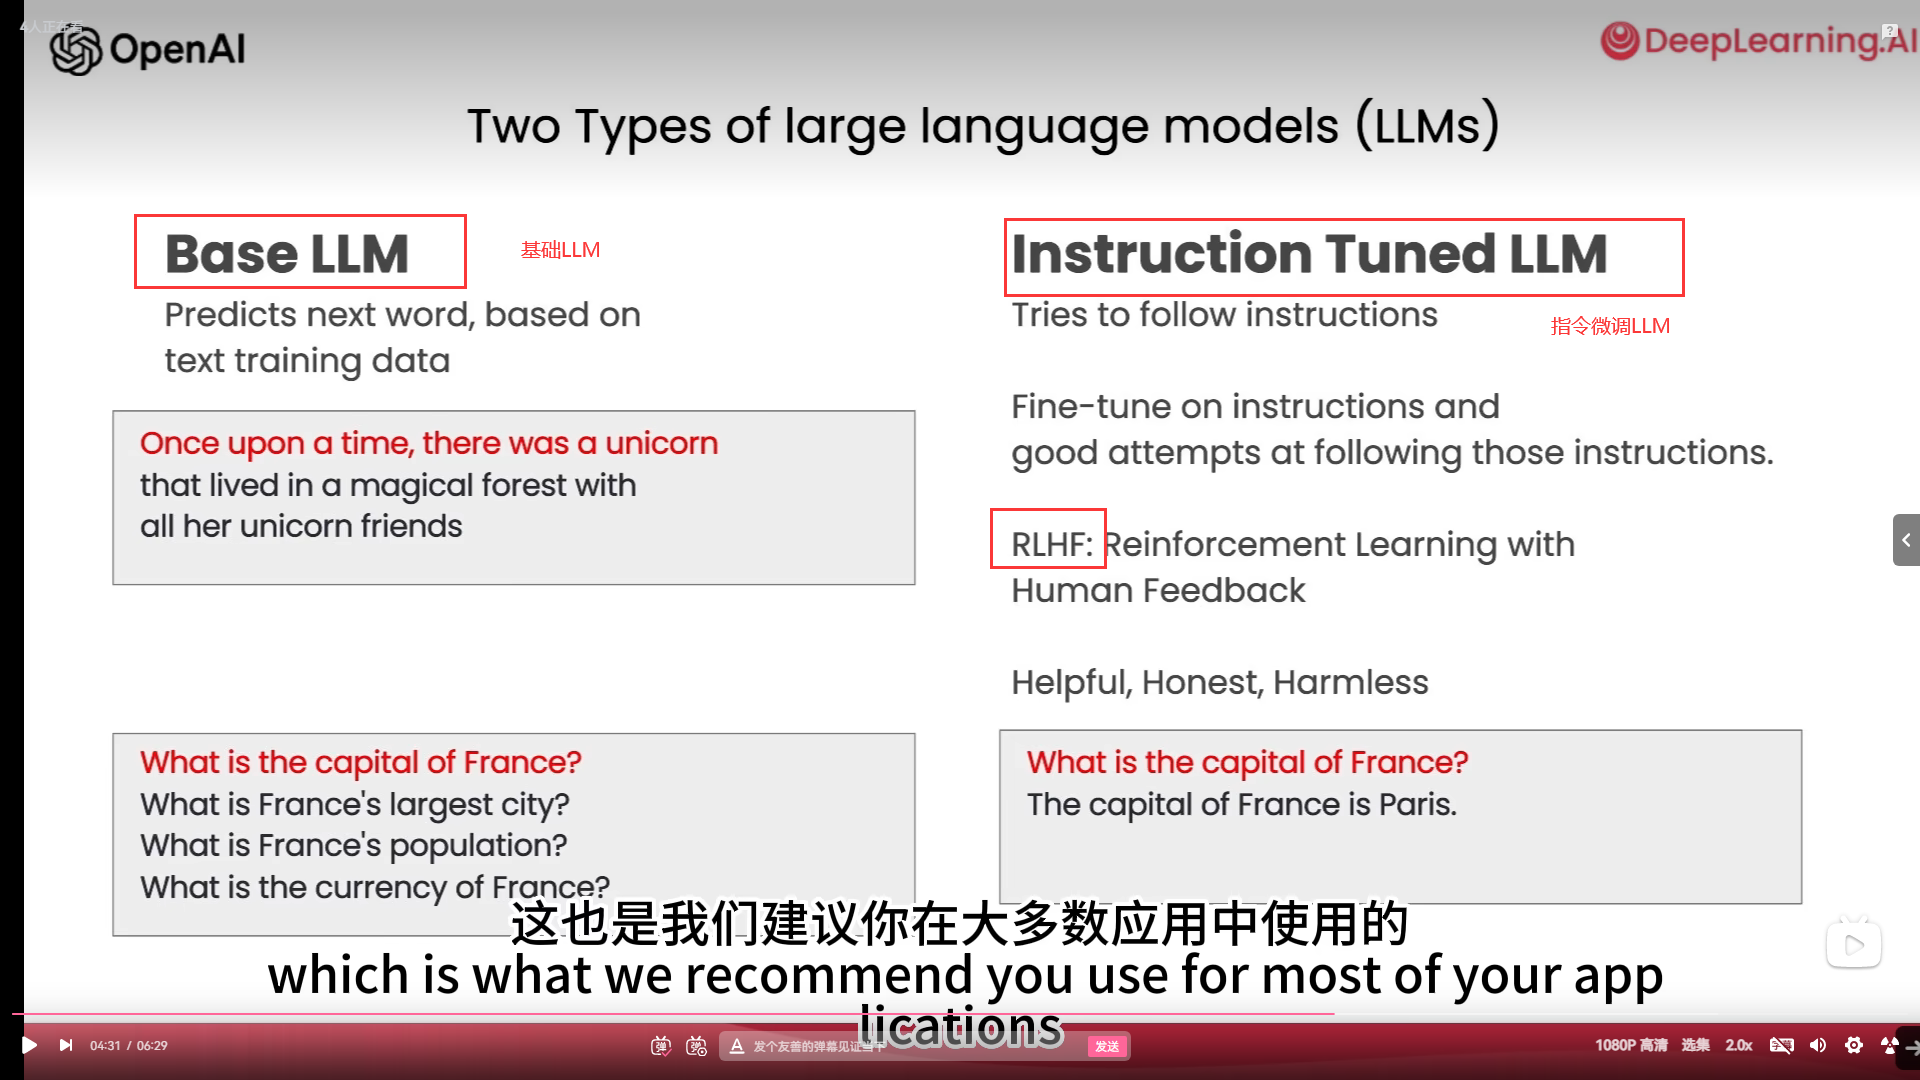 4人正在看
OpenAI
DeepLearning.AI
Two Types of large language models (LLMs)
Base LLM
基础LLM
Predicts next word, based on
text training data
Once upon a time, there was a unicorn
that lived in a magical forest with
all her unicorn friends
What is the capital of France?
What is France's largest city?
What is France's population?
What is the currency of France?
Instruction Tuned LLM
Tries to follow instructions
指令微调LLM
Fine-tune on instructions and
good attempts at following those instructions.
RLHF: Reinforcement Learning with
Human Feedback
Helpful, Honest, Harmless
What is the capital of France?
The capital of France is Paris.
这也是我们建议你在大多数应用中使用的
which is what we recommend you use for most of your app
lications
04:31 / 06:29
发个友善的弹幕见证当下
发送
1080P 高清
选集
2.0x